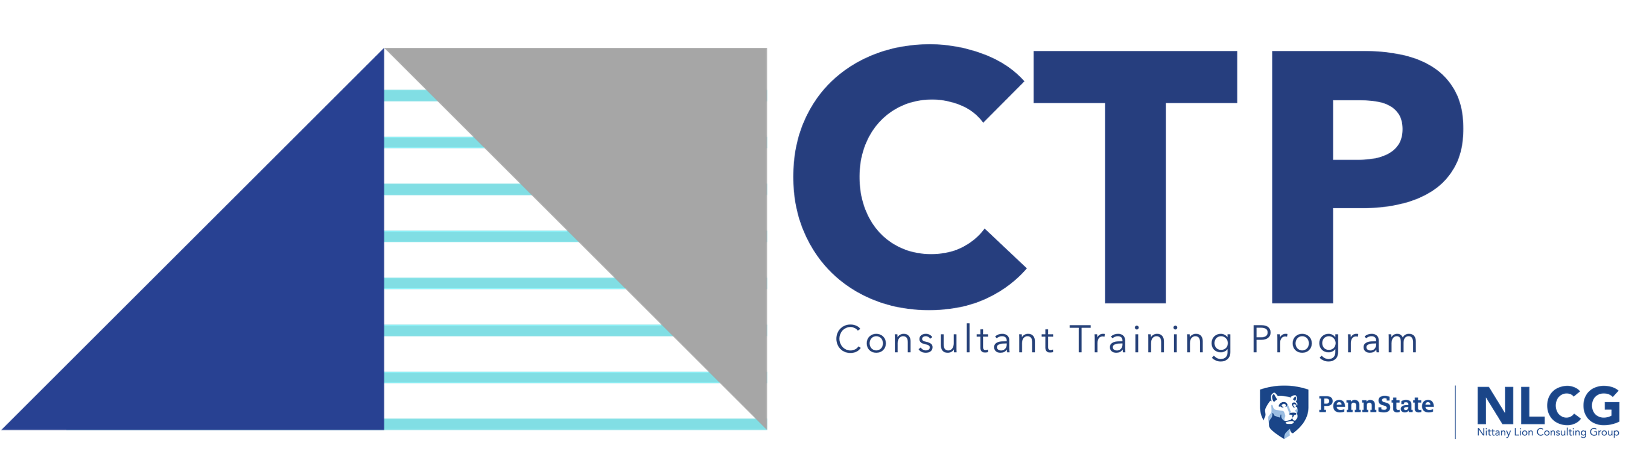 CTP
Consultant Training Program
PennState
NLCG
Nittany Lion Consulting Group